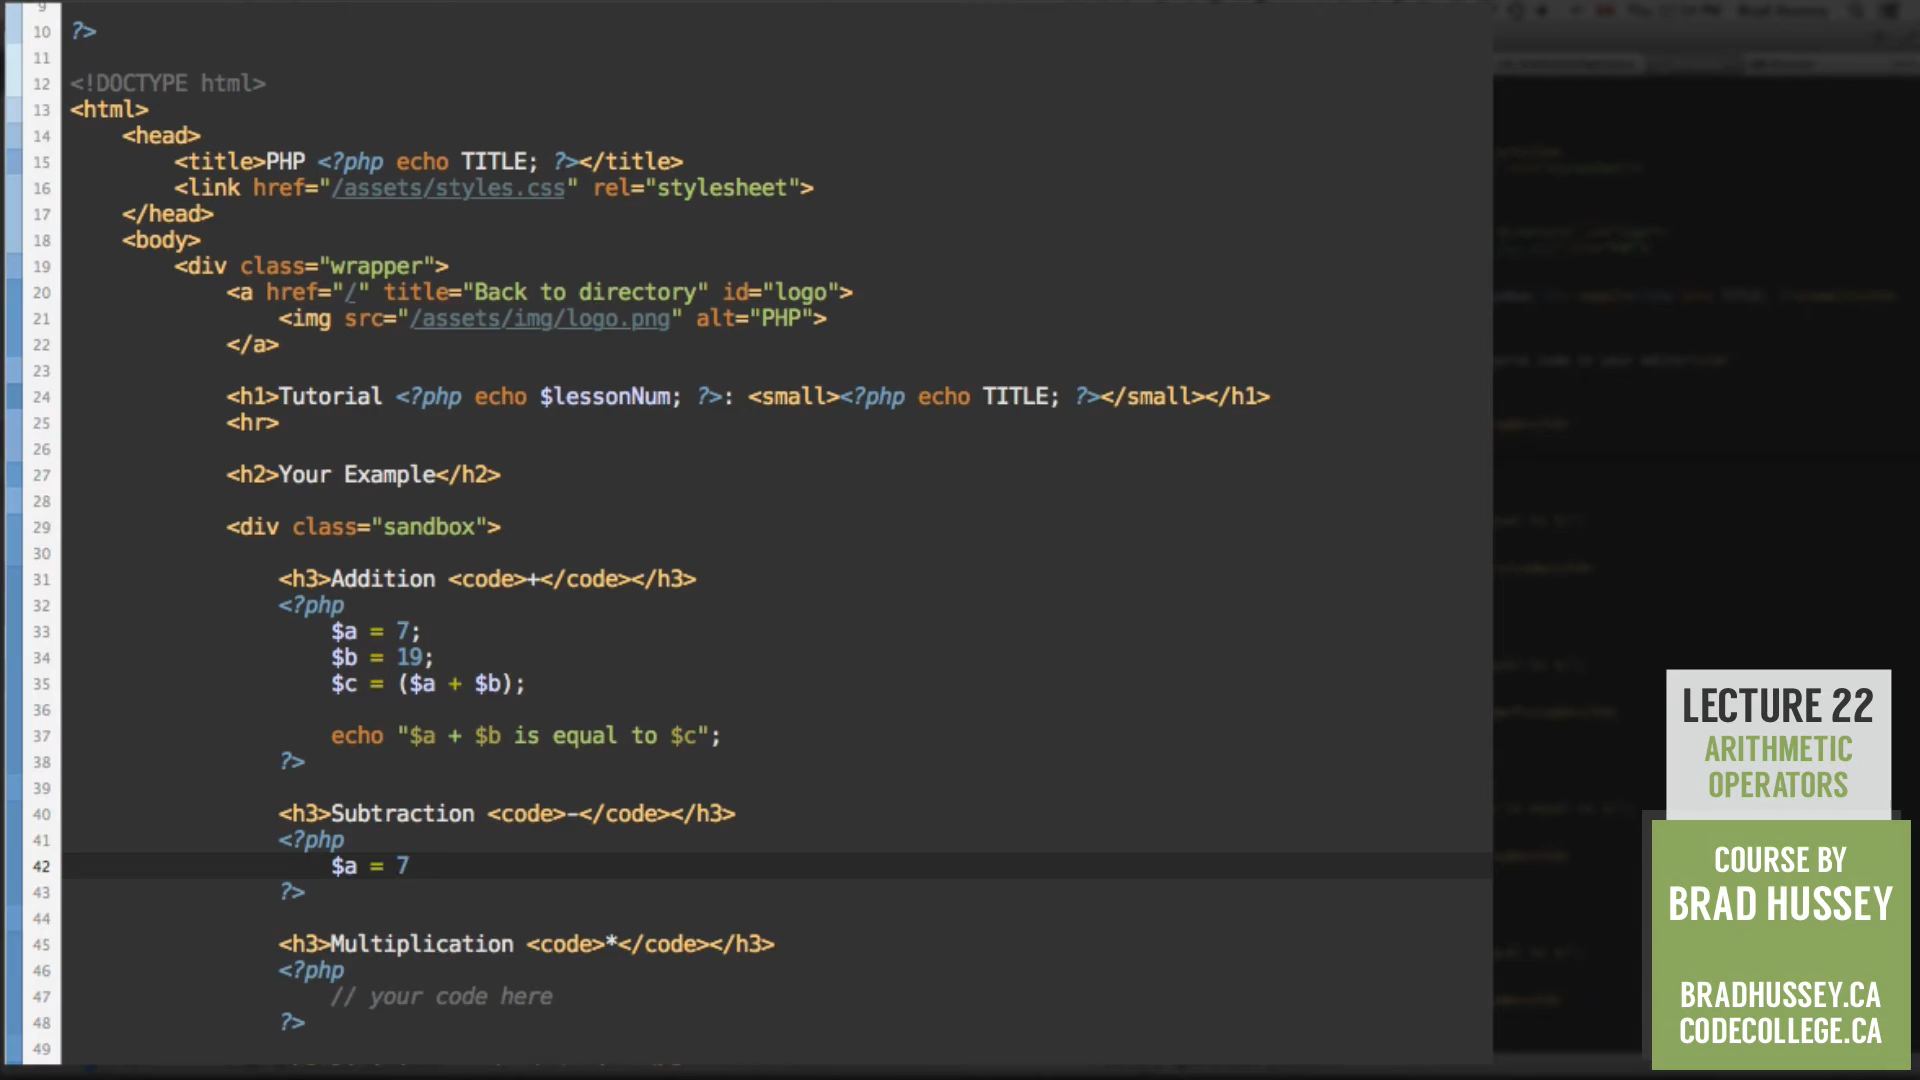 9
10 ?>
11
12 <!DOCTYPE html>
13 <html>
14 <head>
15 <title>PHP <?php echo TITLE; ?></title>
16 <link href="/assets/styles.css" rel="stylesheet">
17 </head>
18 <body>
19 <div class="wrapper">
20 <a href="/" title="Back to directory" id="logo">
21 <img src="/assets/img/logo.png" alt="PHP">
22 </a>
23
24 <h1>Tutorial <?php echo $lessonNum; ?>: <small><?php echo TITLE; ?></small></h1>
25 <hr>
26
27 <h2>Your Example</h2>
28
29 <div class="sandbox">
30
31 <h3>Addition <code>+</code></h3>
32 <?php
33 $a = 7;
34 $b = 19;
35 $c = ($a + $b);
36
37 echo "$a + $b is equal to $c";
38 ?>
39
40 <h3>Subtraction <code>-</code></h3>
41 <?php
42 $a = 7
43 ?>
44
45 <h3>Multiplication <code>*</code></h3>
46 <?php
47 // your code here
48 ?>
49
LECTURE 22
ARITHMETIC
OPERATORS
COURSE BY
BRAD HUSSEY
BRADHUSSEY.CA
CODECOLLEGE.CA